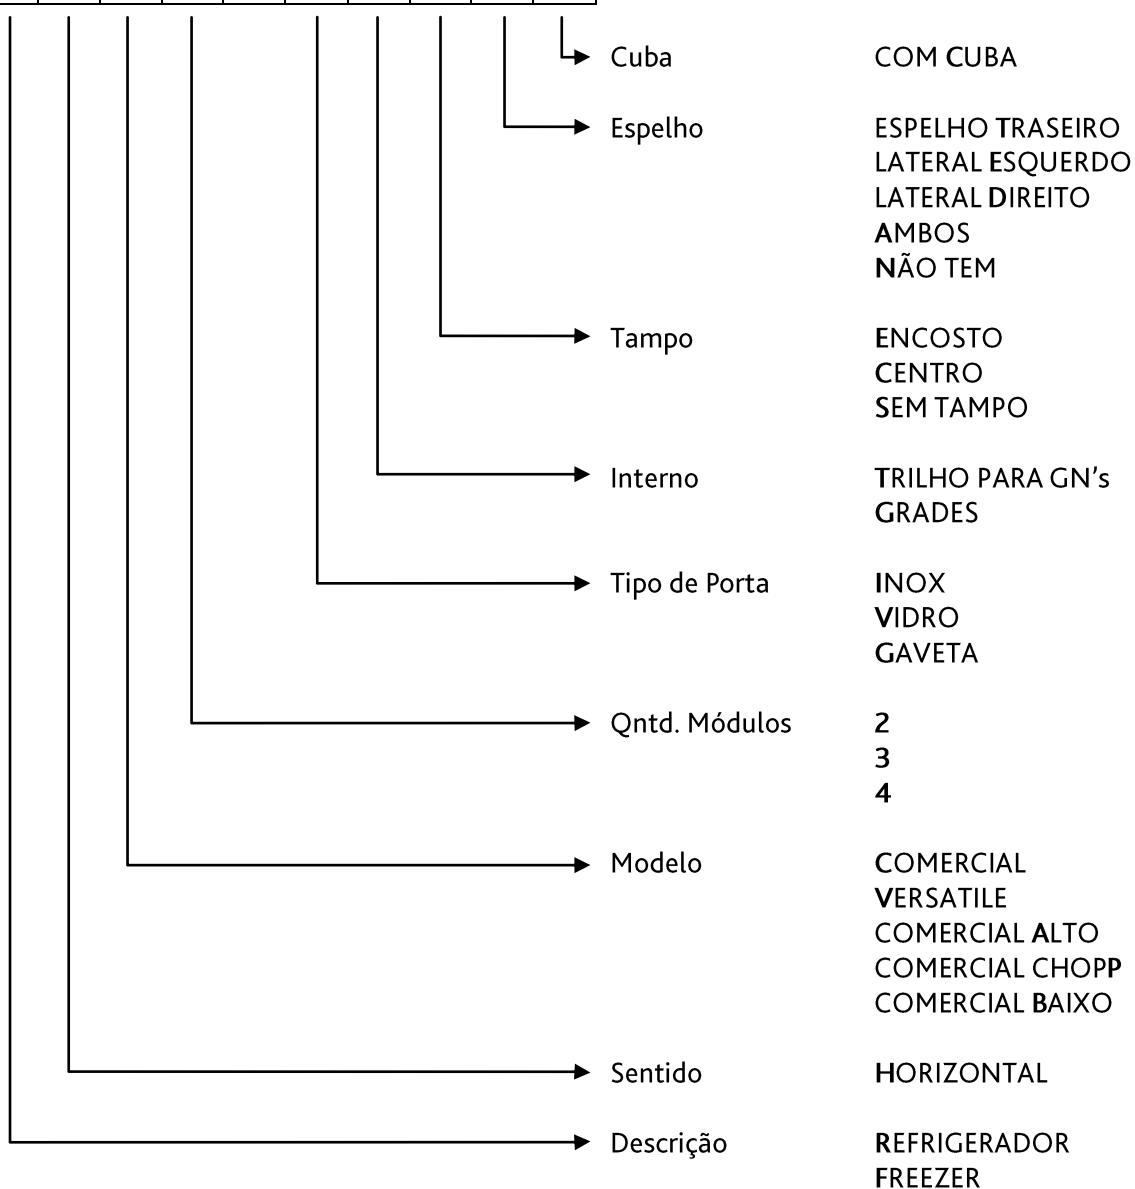 Cuba COM CUBA
Espelho ESPELHO TRASEIRO
LATERAL ESQUERDO
LATERAL DIREITO
AMBOS
NÃO TEM
Tampo ENCOSTO
CENTRO
SEM TAMPO
Interno TRILHO PARA GN's
GRADES
Tipo de Porta INOX
VIDRO
GAVETA
Qntd. Módulos 2
3
4
Modelo COMERCIAL
VERSATILE
COMERCIAL ALTO
COMERCIAL CHOPP
COMERCIAL BAIXO
Sentido HORIZONTAL
Descrição REFRIGERADOR
FREEZER